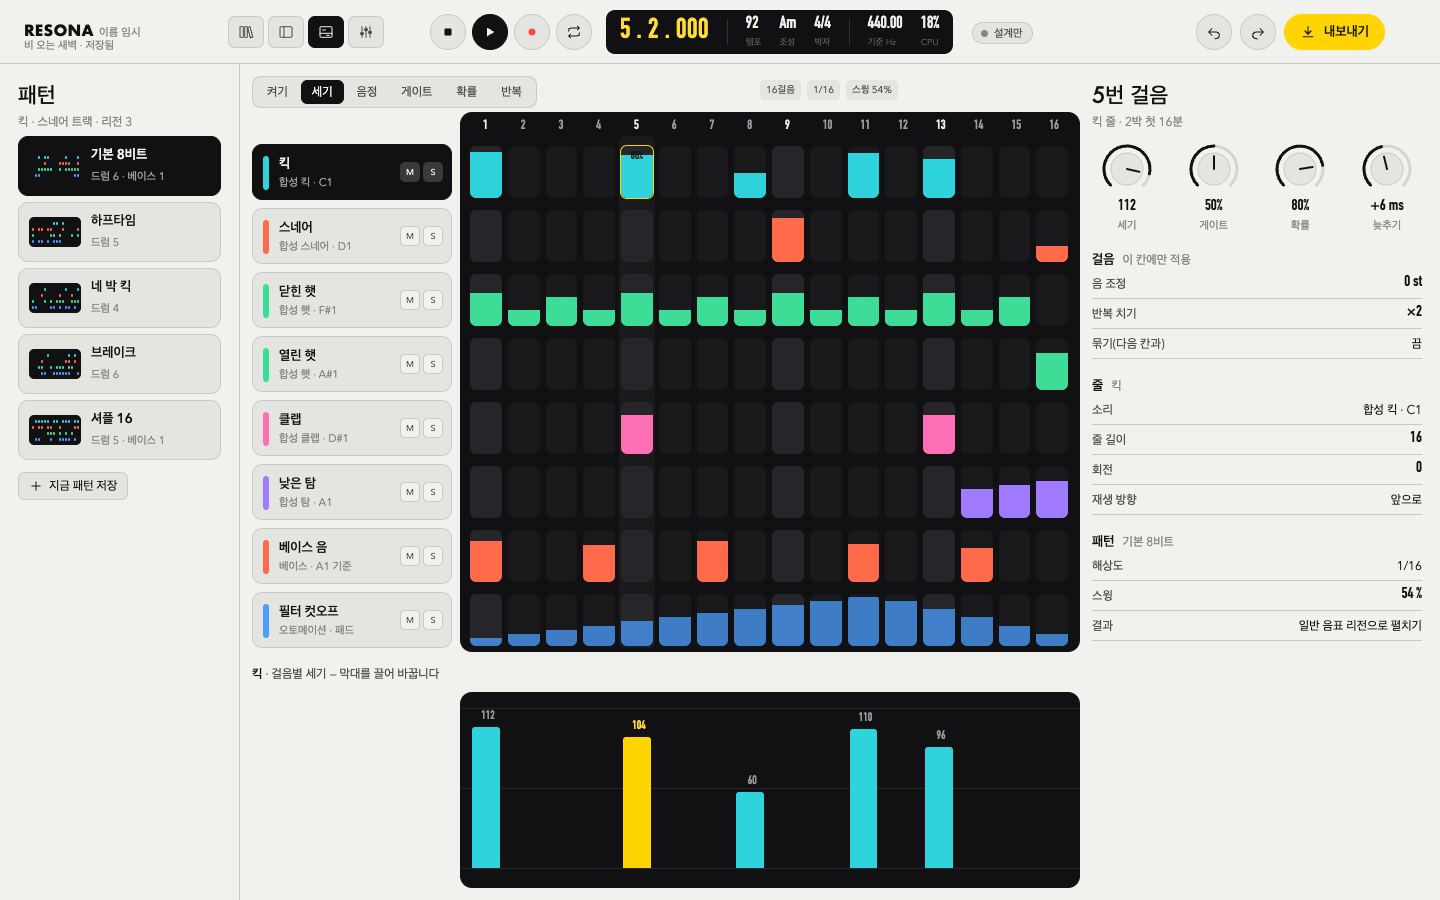 RESONA 이름 임시
비 오는 새벽 · 저장됨
5.2.000
92 Am 4/4 440.00 18%
템포 조성 박자 기준 Hz CPU
설계만
내보내기
패턴
킥 · 스네어 트랙 · 리전 3
기본 8비트
드럼 6 · 베이스 1
하프타임
드럼 5
네 박 킥
드럼 4
브레이크
드럼 6
셔플 16
드럼 5 · 베이스 1
지금 패턴 저장
켜기 세기 음정 게이트 확률 반복
16걸음 1/16 스윙 54%
1 2 3 4 5 6 7 8 9 10 11 12 13 14 15 16
킥
합성 킥 · C1
M S
80%
스네어
합성 스네어 · D1
M S
닫힌 햇
합성 햇 · F#1
M S
열린 햇
합성 햇 · A#1
M S
클랩
합성 클랩 · D#1
M S
낮은 탐
합성 탐 · A1
M S
베이스 음
베이스 · A1 기준
M S
필터 컷오프
오토메이션 · 패드
M S
킥 · 걸음별 세기 – 막대를 끌어 바꿉니다
112 104 60 110 96
5번 걸음
킥 줄 · 2박 첫 16분
112 50% 80% +6 ms
세기 게이트 확률 늦추기
걸음 이 칸에만 적용
음 조정 0 st
반복 치기 ×2
묶기(다음 칸과) 끔
줄 킥
소리 합성 킥 · C1
줄 길이 16
회전 0
재생 방향 앞으로
패턴 기본 8비트
해상도 1/16
스윙 54 %
결과 일반 음표 리전으로 펼치기